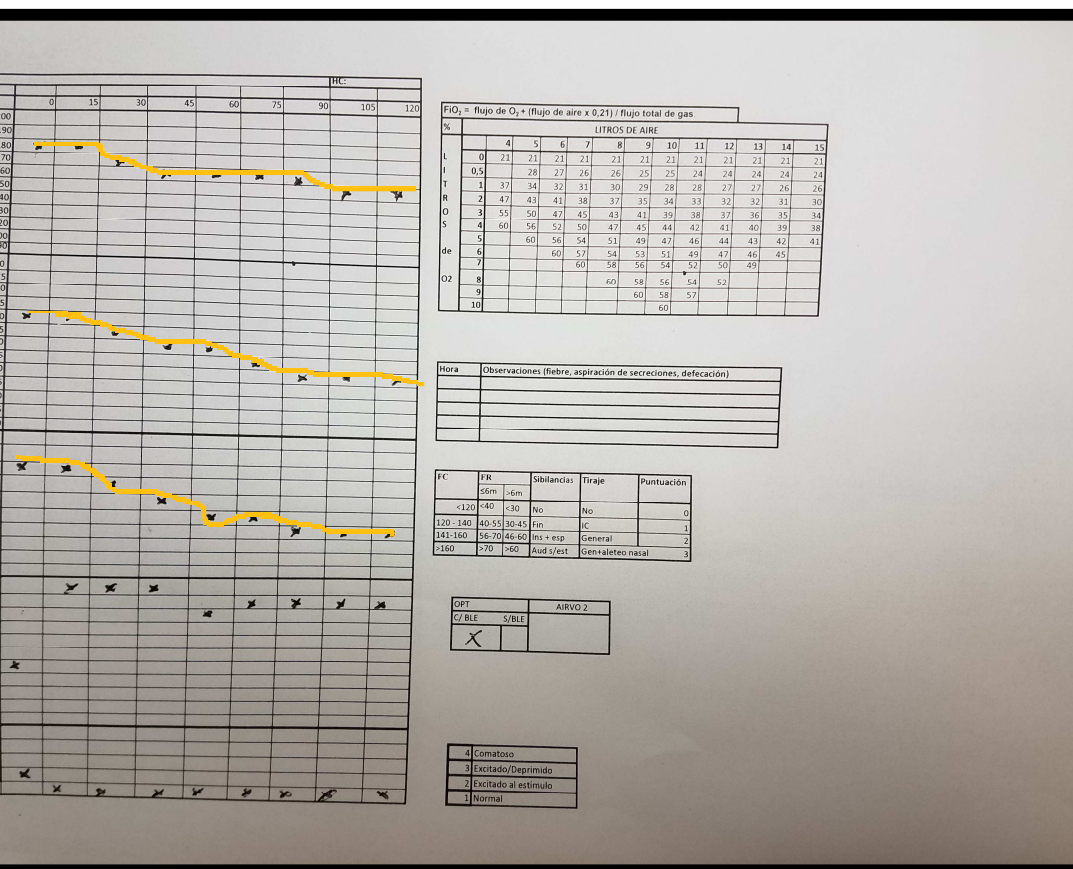 HC:
0 15 30 45 60 75 90 105 120
00
90
80
70
60
50
40
30
20
00
FiO₂ = flujo de O₂ + (flujo de aire x 0,21) / flujo total de gas
% LITROS DE AIRE
4 5 6 7 8 9 10 11 12 13 14 15
L 0 21 21 21 21 21 21 21 21 21 21 21 21
I 0,5 28 27 26 26 25 25 24 24 24 24 24
T 1 37 34 32 31 30 29 28 28 27 27 26 26
R 2 47 43 41 38 37 35 34 33 32 32 31 30
O 3 55 50 47 45 43 41 39 38 37 36 35 34
S 4 60 56 52 50 47 45 44 42 41 40 39 38
5 60 56 54 51 49 47 46 44 43 42 41
de 6 60 57 54 53 51 49 47 46 45
7 60 58 56 54 52 50 49
O2 8 60 58 56 54 52
9 60 58 57
10 60
Hora Observaciones (fiebre, aspiración de secreciones, defecación)
FC FR Sibilancias Tiraje Puntuación
≤6m >6m
<120 <40 <30 No No 0
120 - 140 40-55 30-45 Fin IC 1
141-160 56-70 46-60 Ins + esp General 2
>160 >70 >60 Aud s/est Gen+aleteo nasal 3
OPT AIRVO 2
C/ BLE S/BLE
X
4 Comatoso
3 Excitado/Deprimido
2 Excitado al estímulo
1 Normal